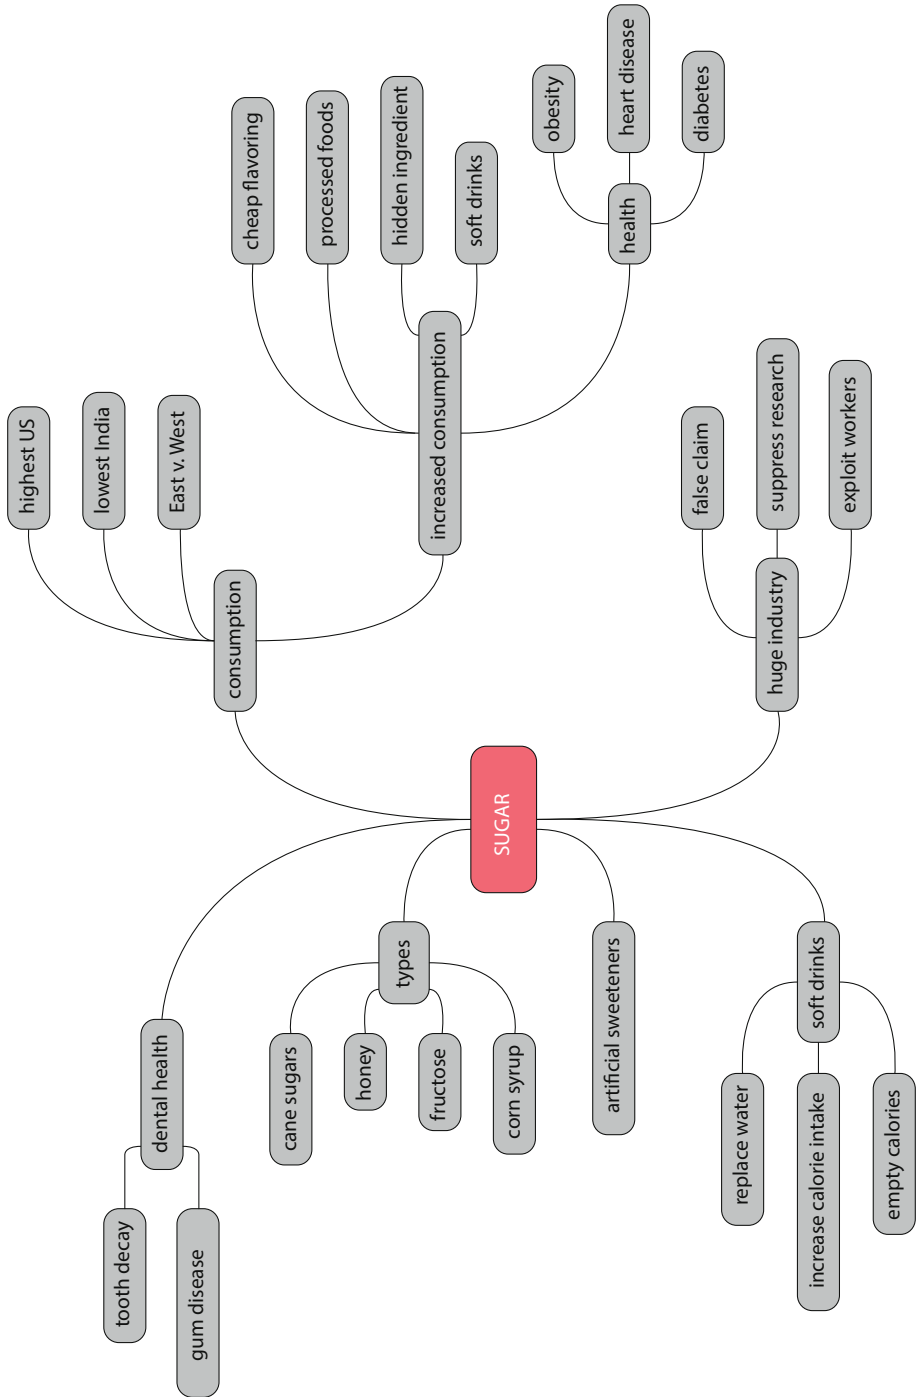 tooth decay
gum disease
dental health
cane sugars
honey
fructose
corn syrup
types
artificial sweeteners
replace water
increase calorie intake
empty calories
soft drinks
SUGAR
consumption
highest US
lowest India
East v. West
increased consumption
cheap flavoring
processed foods
hidden ingredient
soft drinks
health
obesity
heart disease
diabetes
huge industry
false claim
suppress research
exploit workers